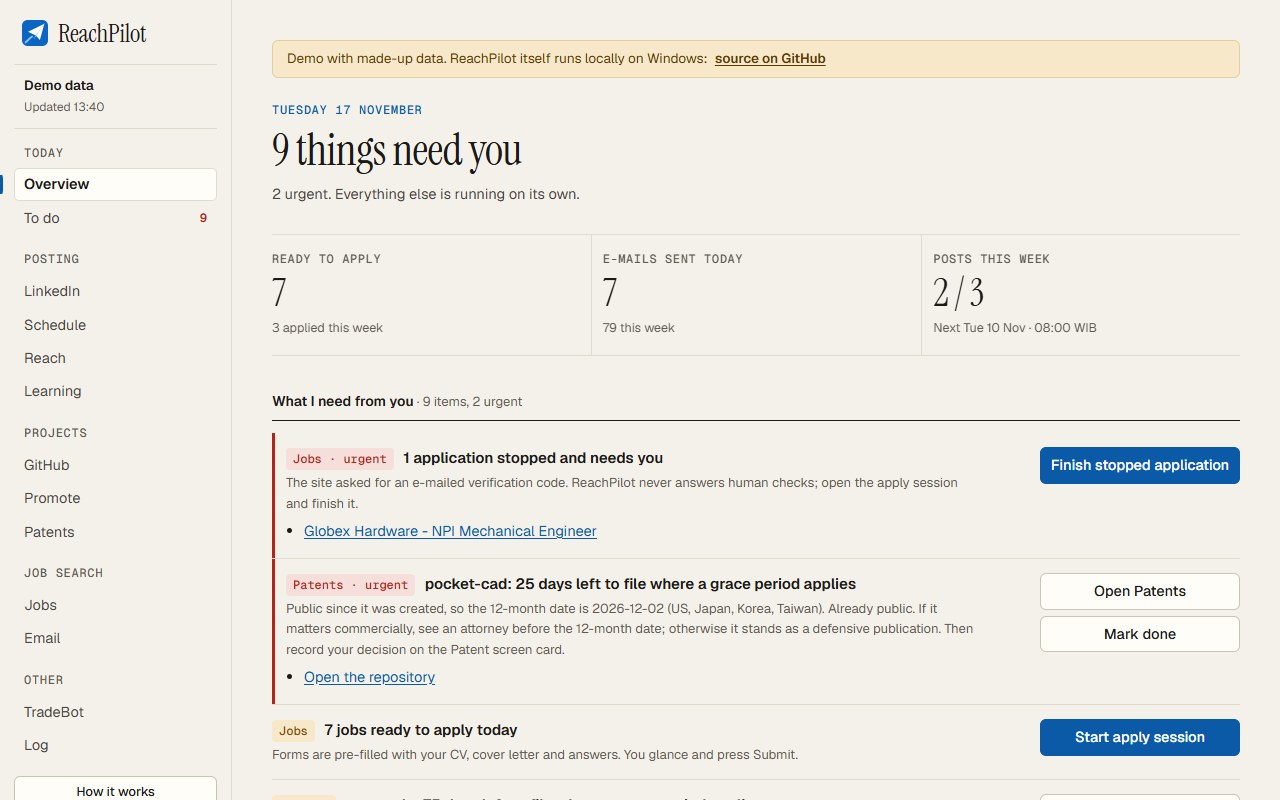 ReachPilot
Demo data
Updated 13:40
TODAY
Overview
To do 9
POSTING
LinkedIn
Schedule
Reach
Learning
PROJECTS
GitHub
Promote
Patents
JOB SEARCH
Jobs
Email
OTHER
TradeBot
Log
How it works
Demo with made-up data. ReachPilot itself runs locally on Windows: source on GitHub
TUESDAY 17 NOVEMBER
9 things need you
2 urgent. Everything else is running on its own.
READY TO APPLY
7
3 applied this week
E-MAILS SENT TODAY
7
79 this week
POSTS THIS WEEK
2/3
Next Tue 10 Nov · 08:00 WIB
What I need from you · 9 items, 2 urgent
Jobs · urgent 1 application stopped and needs you
The site asked for an e-mailed verification code. ReachPilot never answers human checks; open the apply session
and finish it.
• Globex Hardware - NPI Mechanical Engineer
Finish stopped application
Patents · urgent pocket-cad: 25 days left to file where a grace period applies
Public since it was created, so the 12-month date is 2026-12-02 (US, Japan, Korea, Taiwan). Already public. If it
matters commercially, see an attorney before the 12-month date; otherwise it stands as a defensive publication. Then
record your decision on the Patent screen card.
• Open the repository
Open Patents
Mark done
Jobs 7 jobs ready to apply today
Forms are pre-filled with your CV, cover letter and answers. You glance and press Submit.
Start apply session